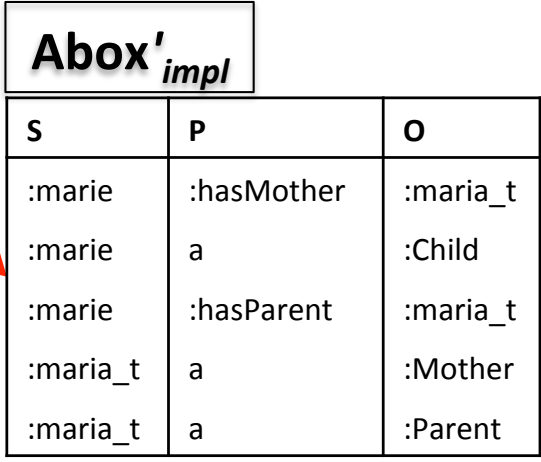 Abox'impl
S P O
:marie :hasMother :maria_t
:marie a :Child
:marie :hasParent :maria_t
:maria_t a :Mother
:maria_t a :Parent